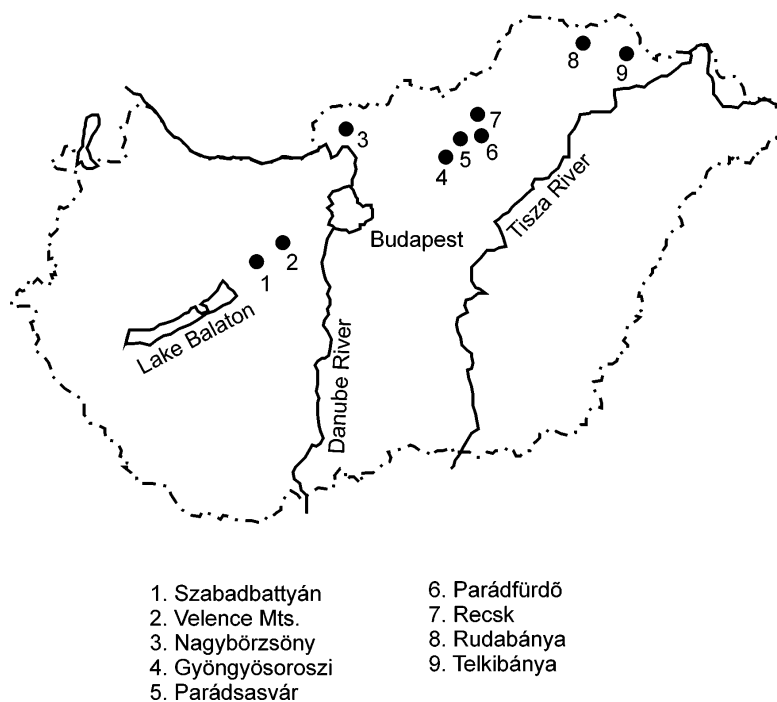 8
9
7
3
5
6
4
Tisza River
Budapest
2
1
Lake Balaton
Danube River
1. Szabadbattyán
2. Velence Mts.
3. Nagybörzsöny
4. Gyöngyösoroszi
5. Parádsasvár
6. Parádfürdõ
7. Recsk
8. Rudabánya
9. Telkibánya